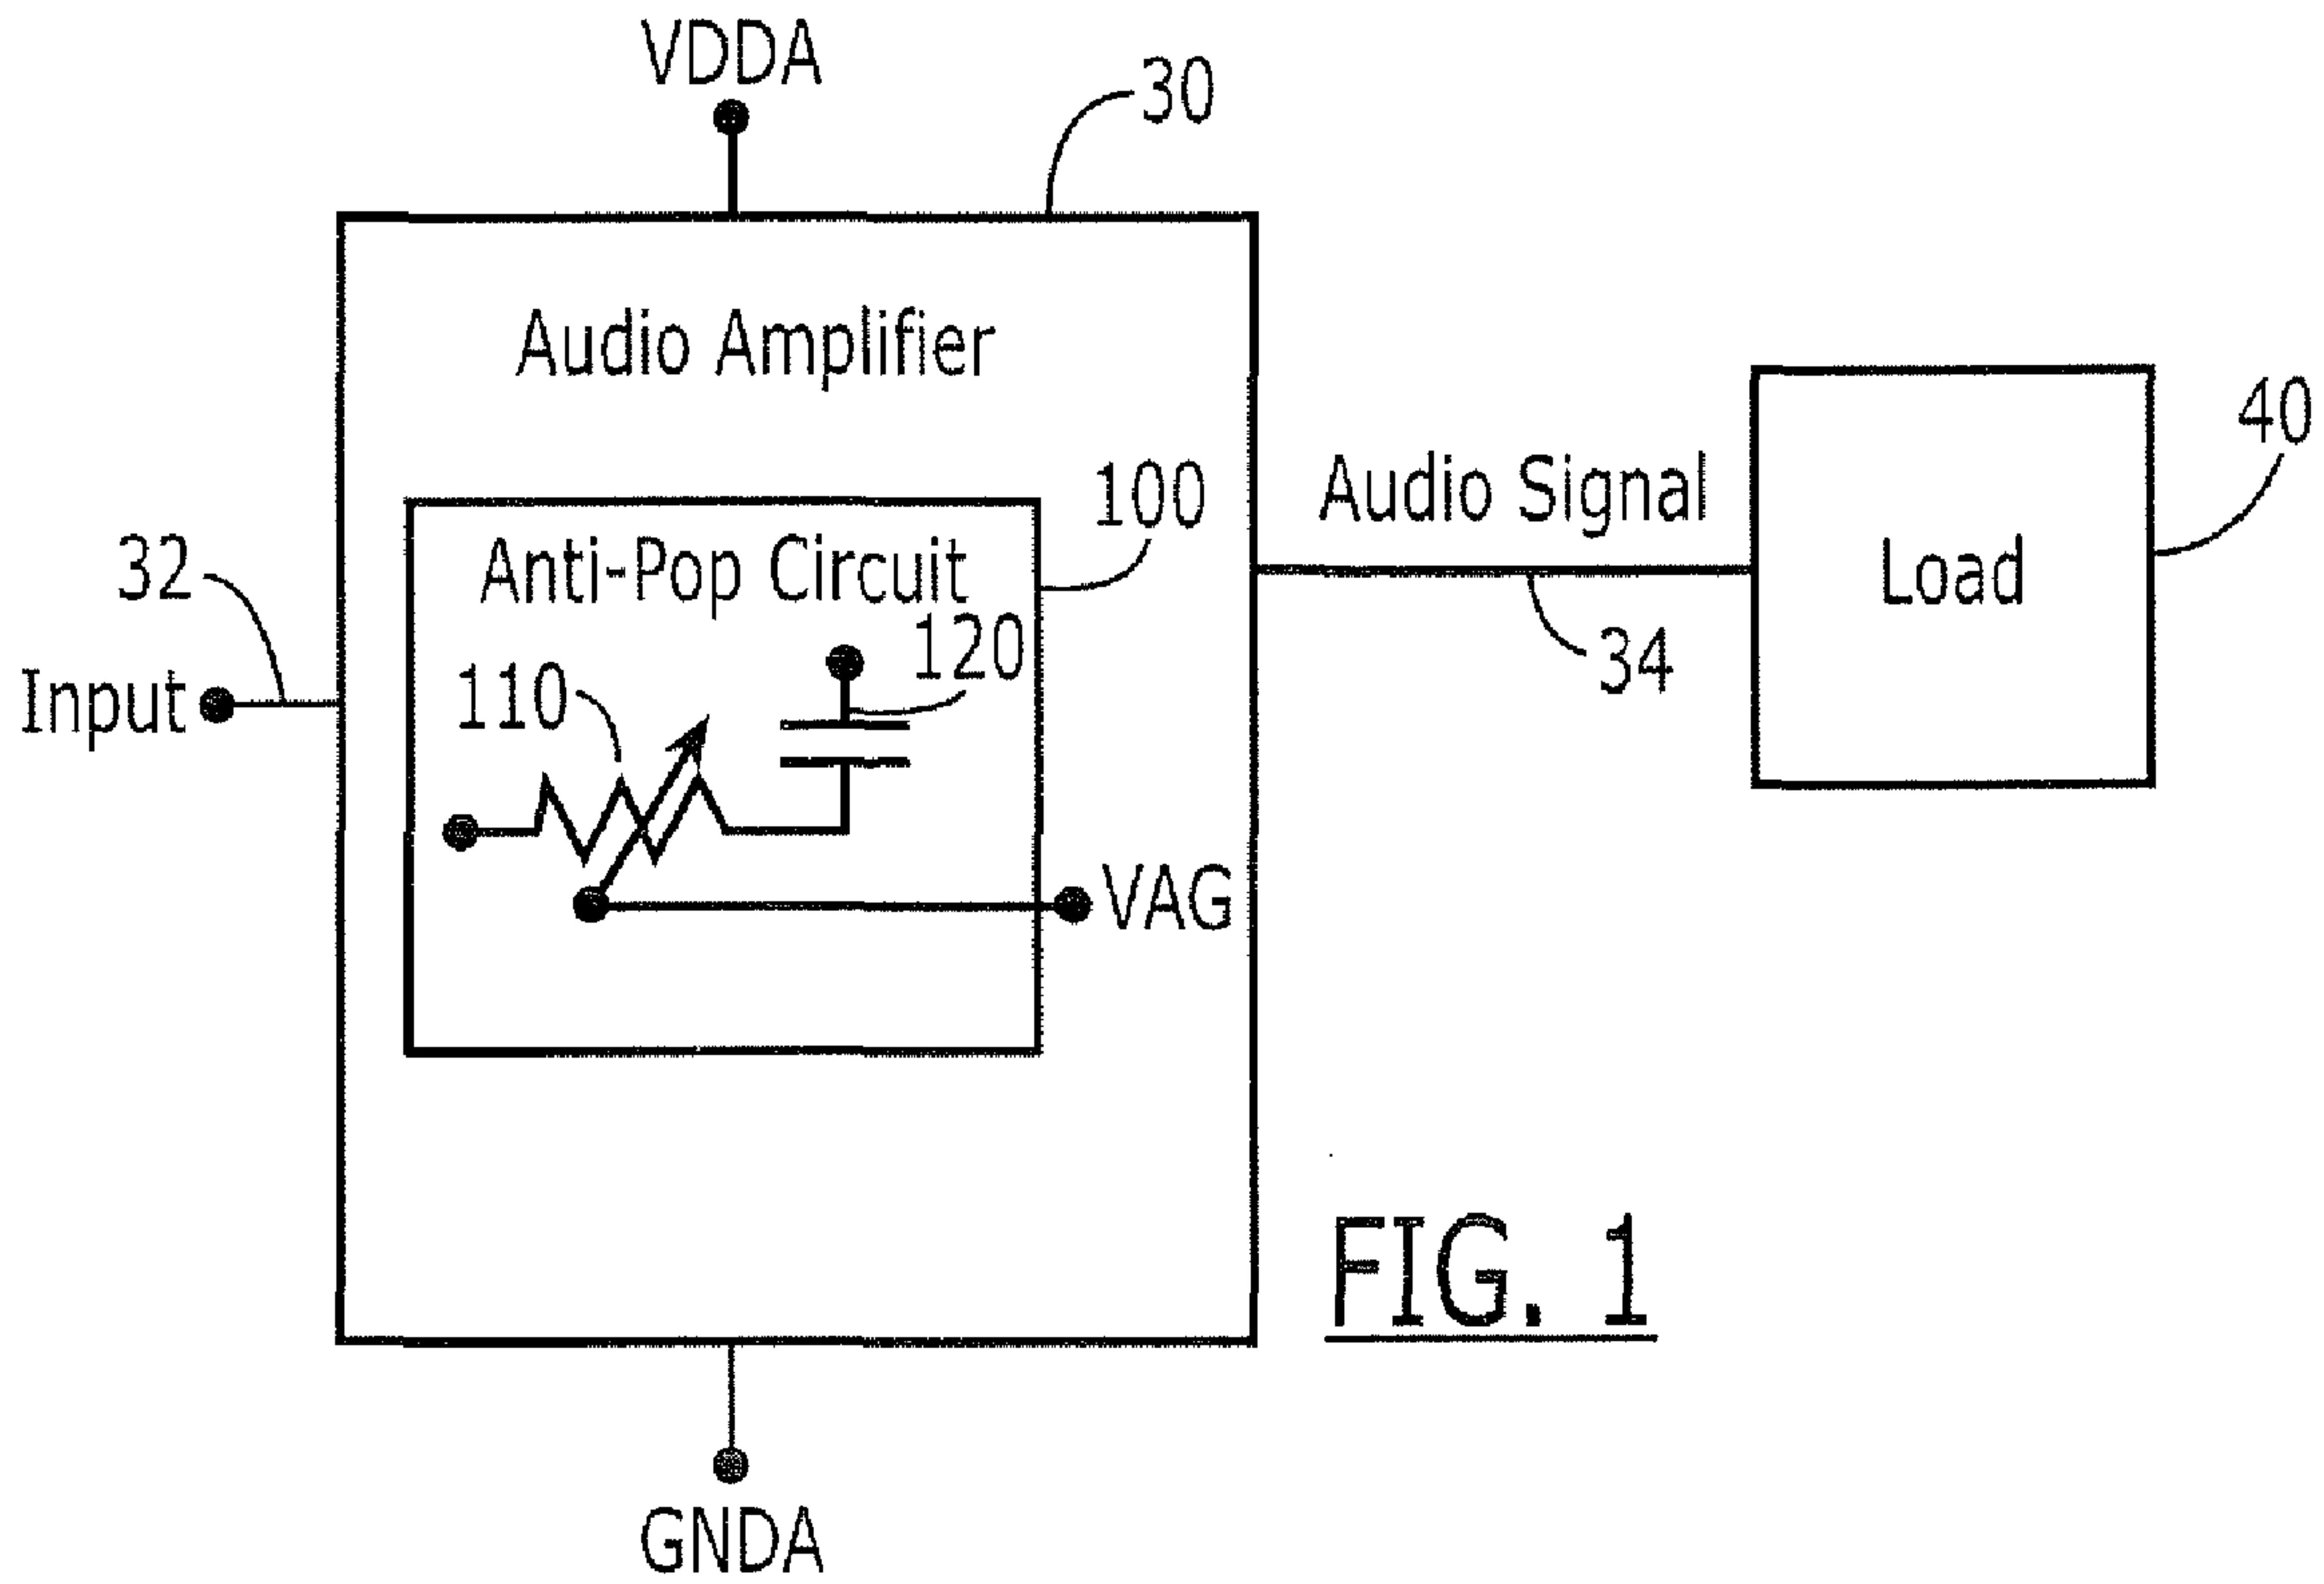 VDDA
30
Audio Amplifier
40
Audio Signal
100
Load
32
Anti-Pop Circuit
120
34
110
Input
VAG
FIG. 1
GNDA